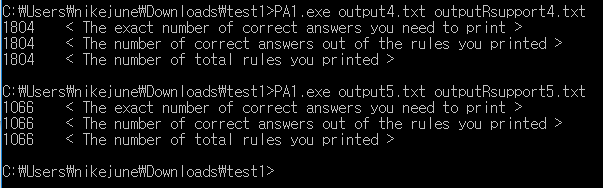 C:₩Users₩nikejune₩Downloads₩test1>PA1.exe output4.txt outputRsupport4.txt
1804 < The exact number of correct answers you need to print >
1804 < The number of correct answers out of the rules you printed >
1804 < The number of total rules you printed >
C:₩Users₩nikejune₩Downloads₩test1>PA1.exe output5.txt outputRsupport5.txt
1066 < The exact number of correct answers you need to print >
1066 < The number of correct answers out of the rules you printed >
1066 < The number of total rules you printed >
C:₩Users₩nikejune₩Downloads₩test1>